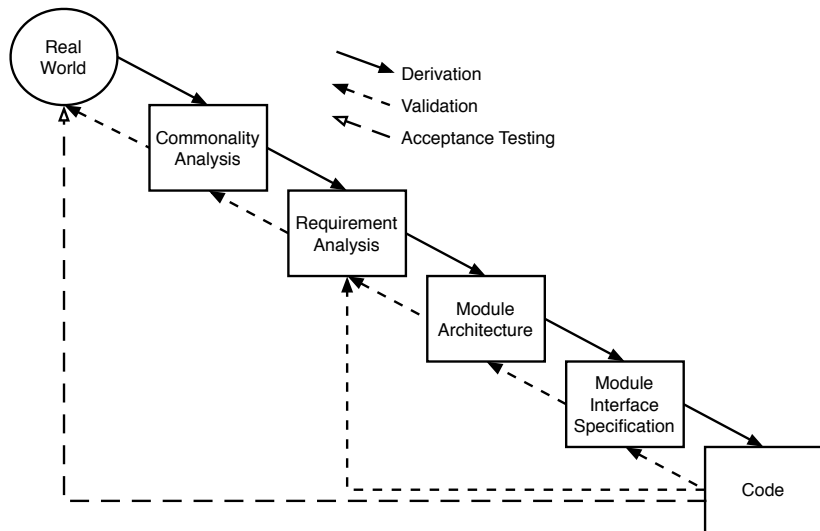 Real
World
Derivation
Validation
Acceptance Testing
Commonality
Analysis
Requirement
Analysis
Module
Architecture
Module
Interface
Specification
Code